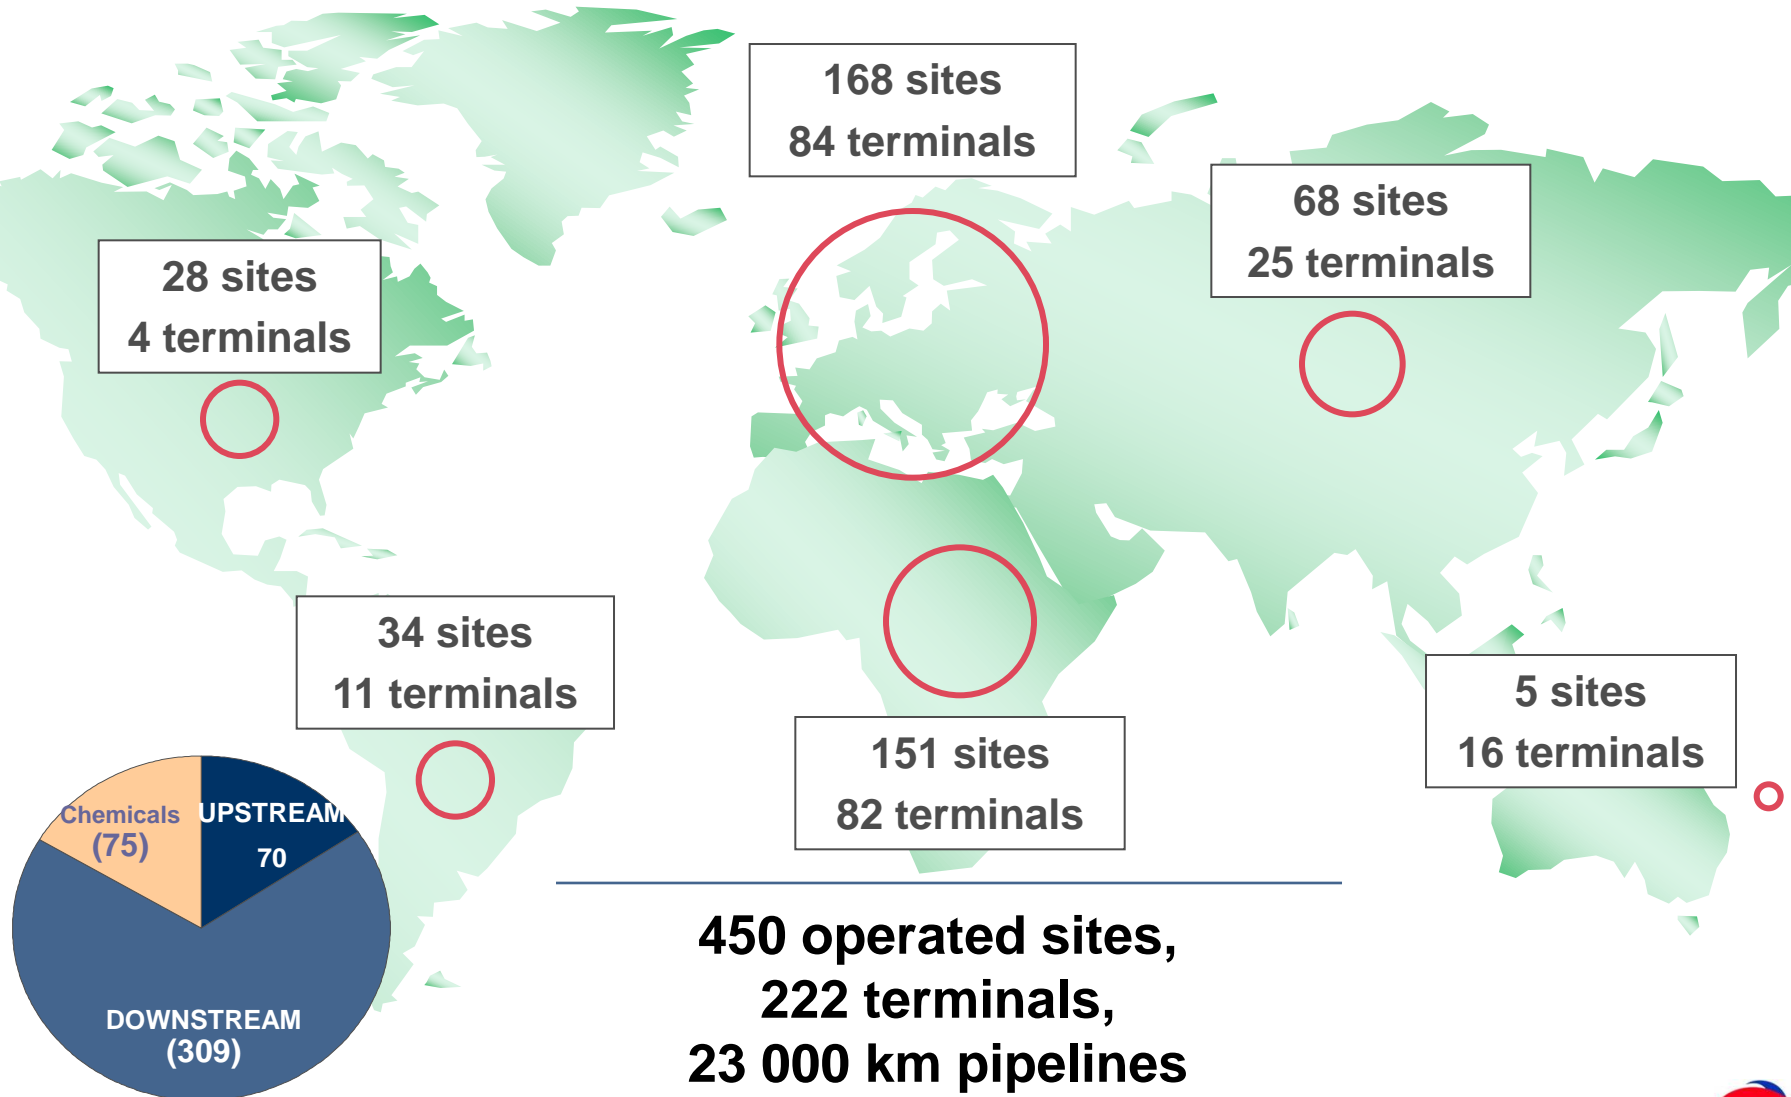 168 sites
84 terminals
68 sites
25 terminals
28 sites
4 terminals
34 sites
11 terminals
151 sites
82 terminals
5 sites
16 terminals
Chemicals
(75)
UPSTREAM
70
DOWNSTREAM
(309)
450 operated sites,
222 terminals,
23 000 km pipelines